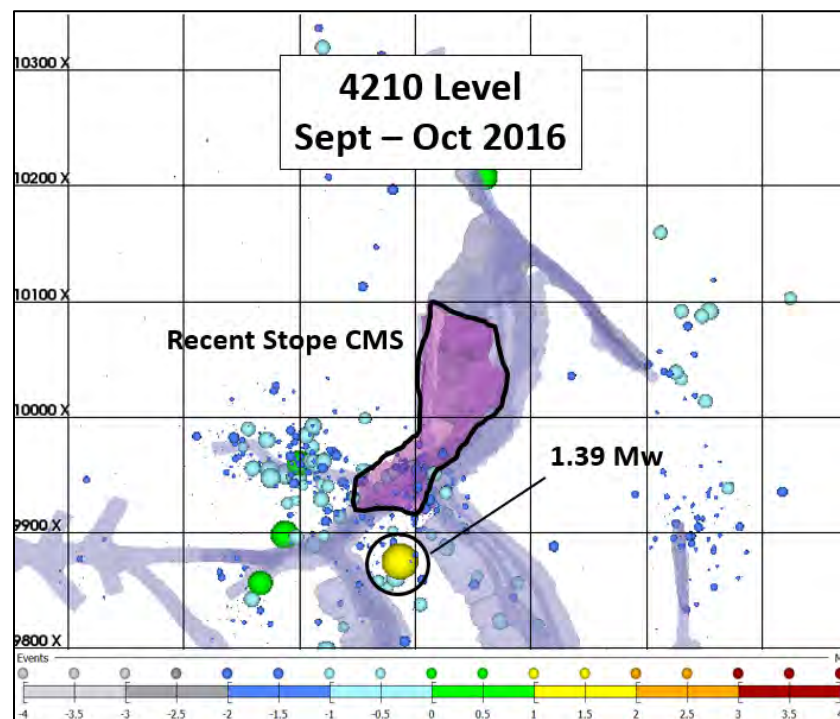 10300 X
4210 Level
Sept – Oct 2016
10200 X
10100 X
Recent Stope CMS
10000 X
1.39 Mw
9900 X
9800 X
Events
M
-4 -3.5 -3 -2.5 -2 -1.5 -1 -0.5 0 0.5 1 1.5 2 2.5 3 3.5 4